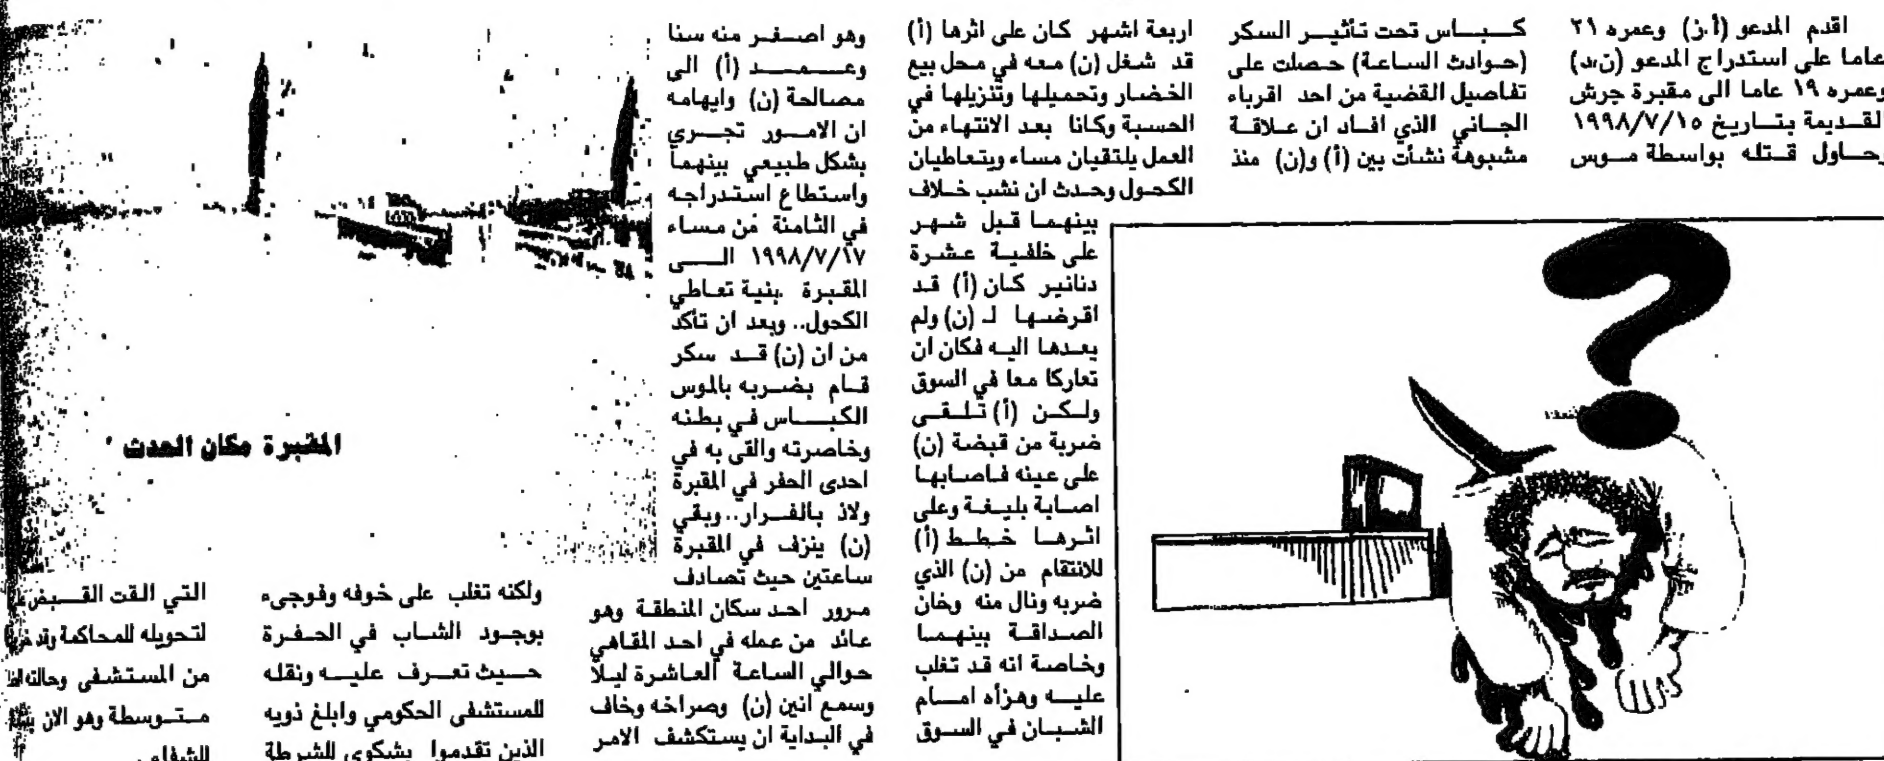 اقدم المدعو (أ.ز) وعمره ٢١
عاما على استدراج المدعو (ن.د)
وعمره ١٩ عاما الى مقبرة جرش
القديمة بتاريخ ١٩٩٨/٧/١٥
وحاول قتله بواسطة موس
كباس تحت تأثير السكر
(حوادث الساعة) حصلت على
تفاصيل القضية من احد اقرباء
الجاني الذي افاد ان علاقة
مشبوهة نشأت بين (أ) و(ن) منذ
اربعة اشهر كان على اثرها (أ)
قد شغل (ن) معه في محل بيع
الخضار وتحميلها وتنزيلها في
الحسبة وكانا بعد الانتهاء من
العمل يلتقيان مساء ويتعاطيان
الكحول وحدث ان نشب خلاف
بينهما قبل شهر
على خلفية عشرة
دنانير كان (أ) قد
اقرضها لـ (ن) ولم
يعدها اليه فكان ان
تعاركا معا في السوق
ولكن (أ) تلقى
ضربة من قبضة (ن)
على عينه فاصابها
اصابة بليغة وعلى
اثرها خطط (أ)
للانتقام من (ن) الذي
ضربه ونال منه وخان
الصداقة بينهما
وخاصة انه قد تغلب
عليه وهزأه امام
الشبان في السوق
وهو اصغر منه سنا
وعمد (أ) الى
مصالحة (ن) وايهامه
ان الامور تجري
بشكل طبيعي بينهما
واستطاع استدراجه
في الثامنة من مساء
١٩٩٨/٧/١٧ الى
المقبرة بنية تعاطي
الكحول.. وبعد ان تأكد
من ان (ن) قد سكر
قام بضربه بالموس
الكباس في بطنه
وخاصرته والقى به في
احدى الحفر في المقبرة
ولاذ بالفرار..وبقي
(ن) ينزف في المقبرة
ساعتين حيث تصادف
مرور احد سكان المنطقة وهو
عائد من عمله في احد المقاهي
حوالي الساعة العاشرة ليلا
وسمع انين (ن) وصراخه وخاف
في البداية ان يستكشف الامر
ولكنه تغلب على خوفه وفوجىء
بوجود الشاب في الحفرة
حيث تعرف عليه ونقله
للمستشفى الحكومي وابلغ ذويه
الذين تقدموا بشكوى للشرطة
التي القت القبض
لتحويله للمحاكمة وقد
من المستشفى وحالته
متوسطة وهو الان
للشفاء.
المقبرة مكان الحدث